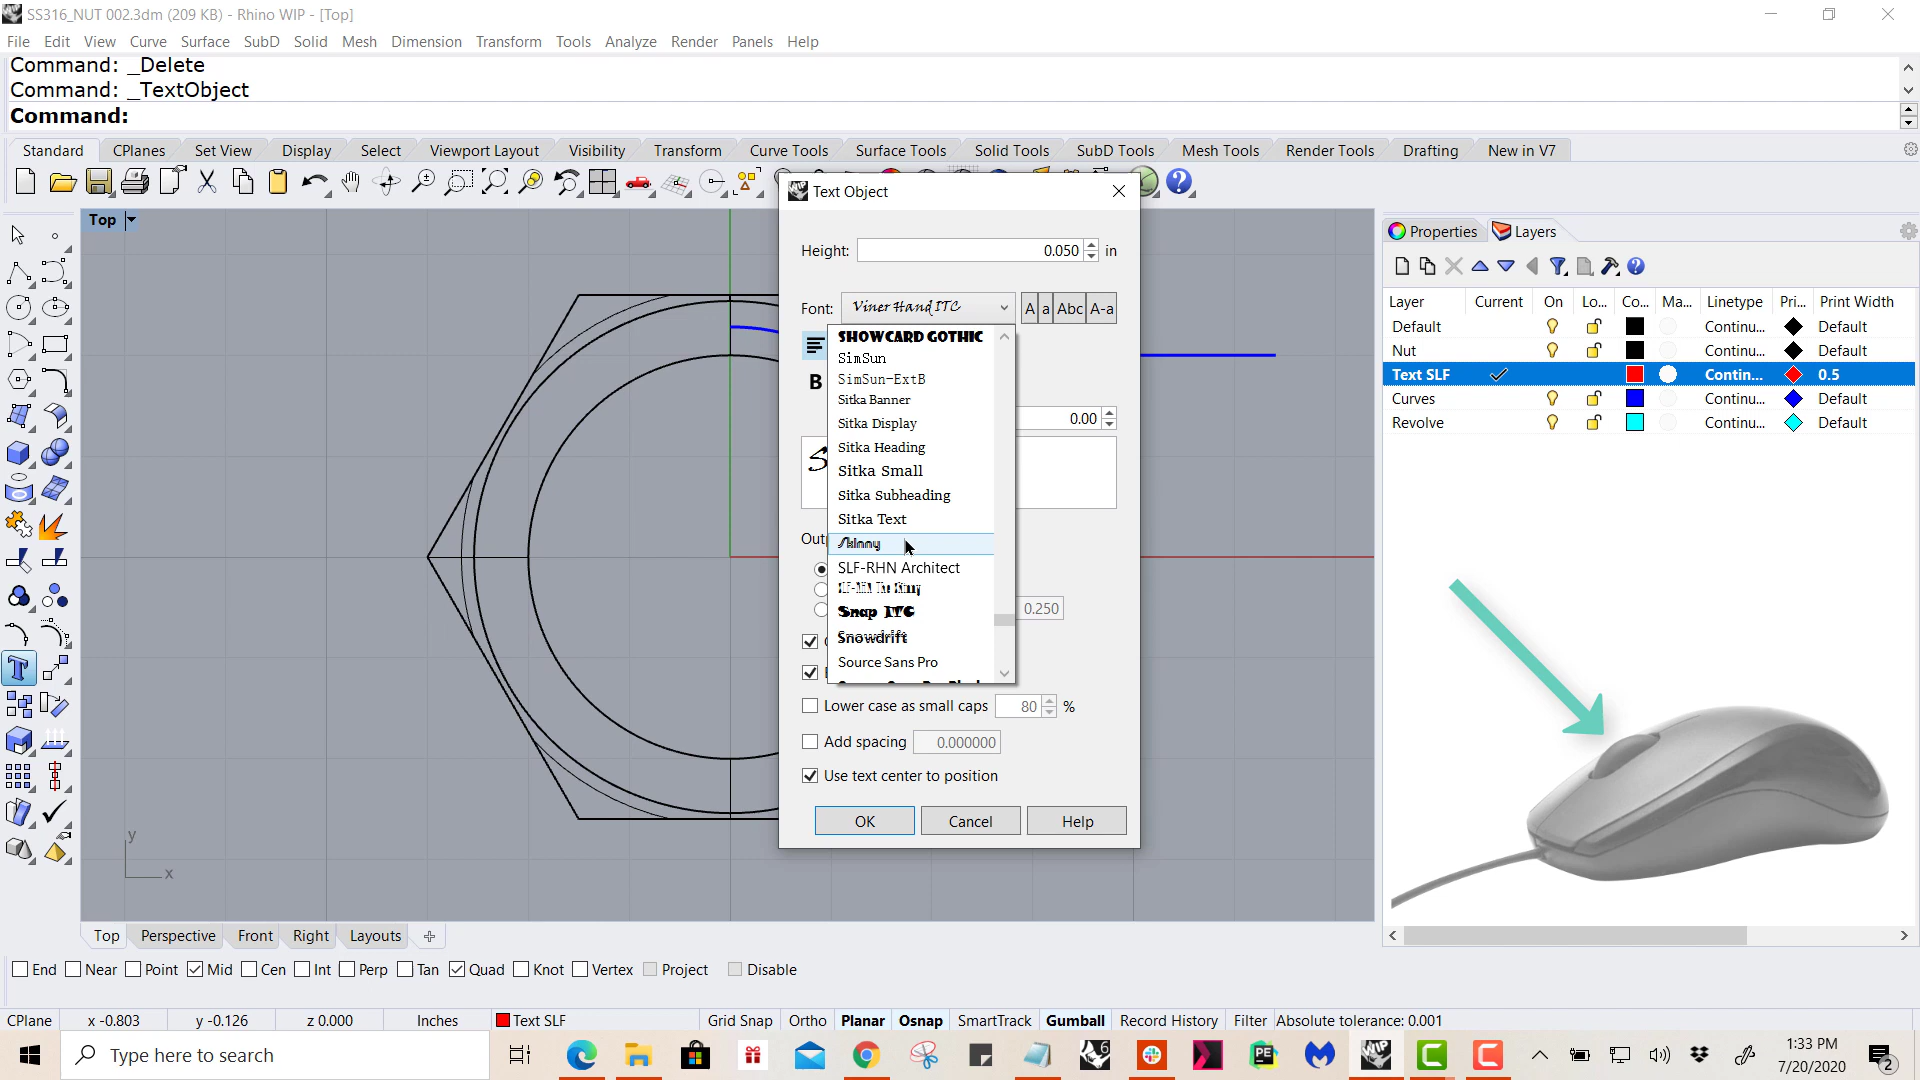 SS316_NUT 002.3dm (209 KB) - Rhino WIP - [Top]
File Edit View Curve Surface SubD Solid Mesh Dimension Transform Tools Analyze Render Panels Help
Command: _Delete
Command: _TextObject
Command:
Standard CPlanes Set View Display Select Viewport Layout Visibility Transform Curve Tools Surface Tools Solid Tools SubD Tools Mesh Tools Render Tools Drafting New in V7
Top
Text Object
Height: 0.050 in
Font: Viner Hand ITC A a Abc A-a
SHOWCARD GOTHIC
SimSun
SimSun-ExtB
Sitka Banner
Sitka Display
Sitka Heading
Sitka Small
Sitka Subheading
Sitka Text
Skinny
SLF-RHN Architect
Snap ITC
Snowdrift
Source Sans Pro
B
0.00
0.250
Lower case as small caps 80 %
Add spacing 0.000000
Use text center to position
OK Cancel Help
Properties Layers
Layer Current On Lo... Co... Ma... Linetype Pri... Print Width
Default Continu... Default
Nut Continu... Default
Text SLF Contin... 0.5
Curves Continu... Default
Revolve Continu... Default
y
x
Top Perspective Front Right Layouts
End Near Point Mid Cen Int Perp Tan Quad Knot Vertex Project Disable
CPlane x -0.803 y -0.126 z 0.000 Inches Text SLF Grid Snap Ortho Planar Osnap SmartTrack Gumball Record History Filter Absolute tolerance: 0.001
Type here to search
1:33 PM
7/20/2020
2